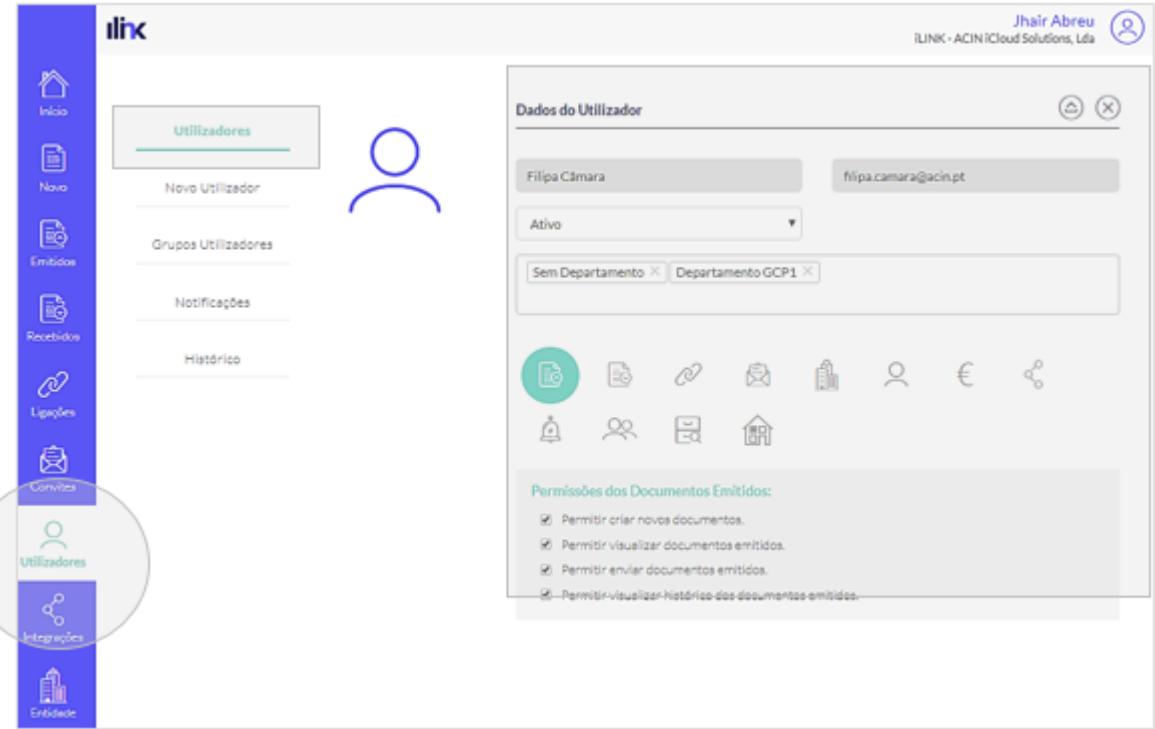 ilink
Jhair Abreu
iLINK - ACIN iCloud Solutions, Lda
Início
Novo
Emitidos
Recebidos
Ligações
Convites
Utilizadores
Integrações
Entidade
Utilizadores
Novo Utilizador
Grupos Utilizadores
Notificações
Histórico
Dados do Utilizador
Filipa Câmara
filipa.camara@acin.pt
Ativo
Sem Departamento × Departamento GCP1 ×
Permissões dos Documentos Emitidos:
Permitir criar novos documentos.
Permitir visualizar documentos emitidos.
Permitir enviar documentos emitidos.
Permitir visualizar histórico dos documentos emitidos.